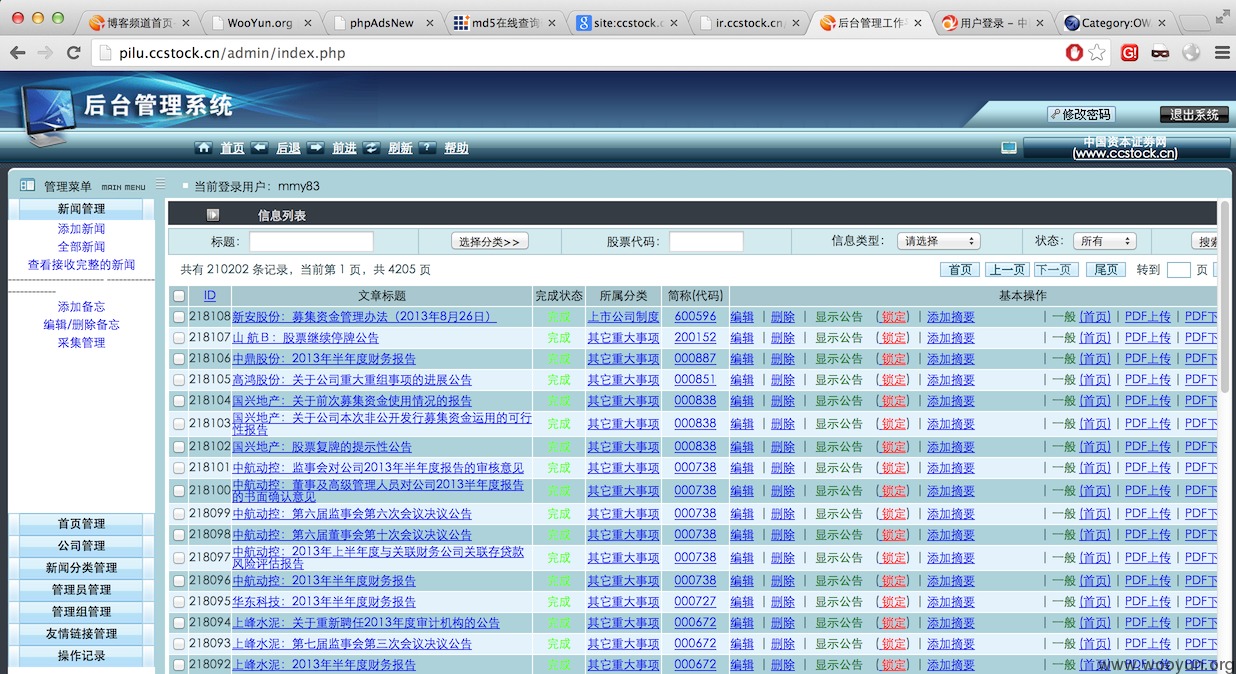 博客频道首页- × WooYun.org × phpAdsNew × md5在线查询 × site:ccstock.c × ir.ccstock.cn/ × 后台管理工作 × 用户登录 - 中 × Category:OW ×
pilu.ccstock.cn/admin/index.php
后台管理系统
修改密码 退出系统
首页 后退 前进 刷新 ? 帮助
中国资本证券网
(www.ccstock.cn)
管理菜单 MAIN MENU 当前登录用户：mmy83
新闻管理
添加新闻
全部新闻
查看接收完整的新闻
添加备忘
编辑/删除备忘
采集管理
首页管理
公司管理
新闻分类管理
管理员管理
管理组管理
友情链接管理
操作记录
信息列表
标题： 选择分类>> 股票代码： 信息类型： 请选择 状态： 所有 搜索
共有 210202 条记录，当前第 1 页，共 4205 页 首页 上一页 下一页 尾页 转到 页
ID 文章标题 完成状态 所属分类 简称(代码) 基本操作
218108 新安股份：募集资金管理办法（2013年8月26日） 完成 上市公司制度 600596 编辑 | 删除 | 显示公告 (锁定) | 添加摘要 | 一般 (首页) | PDF上传 | PDF下
218107 山 航Ｂ：股票继续停牌公告 完成 其它重大事项 200152 编辑 | 删除 | 显示公告 (锁定) | 添加摘要 | 一般 (首页) | PDF上传 | PDF下
218106 中鼎股份：2013年半年度财务报告 完成 其它重大事项 000887 编辑 | 删除 | 显示公告 (锁定) | 添加摘要 | 一般 (首页) | PDF上传 | PDF下
218105 高鸿股份：关于公司重大重组事项的进展公告 完成 其它重大事项 000851 编辑 | 删除 | 显示公告 (锁定) | 添加摘要 | 一般 (首页) | PDF上传 | PDF下
218104 国兴地产：关于前次募集资金使用情况的报告 完成 其它重大事项 000838 编辑 | 删除 | 显示公告 (锁定) | 添加摘要 | 一般 (首页) | PDF上传 | PDF下
218103 国兴地产：关于公司本次非公开发行募集资金运用的可行
性报告 完成 其它重大事项 000838 编辑 | 删除 | 显示公告 (锁定) | 添加摘要 | 一般 (首页) | PDF上传 | PDF下
218102 国兴地产：股票复牌的提示性公告 完成 其它重大事项 000838 编辑 | 删除 | 显示公告 (锁定) | 添加摘要 | 一般 (首页) | PDF上传 | PDF下
218101 中航动控：监事会对公司2013年半年度报告的审核意见 完成 其它重大事项 000738 编辑 | 删除 | 显示公告 (锁定) | 添加摘要 | 一般 (首页) | PDF上传 | PDF下
218100 中航动控：董事及高级管理人员对公司2013半年度报告
的书面确认意见 完成 其它重大事项 000738 编辑 | 删除 | 显示公告 (锁定) | 添加摘要 | 一般 (首页) | PDF上传 | PDF下
218099 中航动控：第六届监事会第六次会议决议公告 完成 其它重大事项 000738 编辑 | 删除 | 显示公告 (锁定) | 添加摘要 | 一般 (首页) | PDF上传 | PDF下
218098 中航动控：第六届董事会第十次会议决议公告 完成 其它重大事项 000738 编辑 | 删除 | 显示公告 (锁定) | 添加摘要 | 一般 (首页) | PDF上传 | PDF下
218097 中航动控：2013年上半年度与关联财务公司关联存贷款
风险评估报告 完成 其它重大事项 000738 编辑 | 删除 | 显示公告 (锁定) | 添加摘要 | 一般 (首页) | PDF上传 | PDF下
218096 中航动控：2013年半年度财务报告 完成 其它重大事项 000738 编辑 | 删除 | 显示公告 (锁定) | 添加摘要 | 一般 (首页) | PDF上传 | PDF下
218095 华东科技：2013年半年度财务报告 完成 其它重大事项 000727 编辑 | 删除 | 显示公告 (锁定) | 添加摘要 | 一般 (首页) | PDF上传 | PDF下
218094 上峰水泥：关于重新聘任2013年度审计机构的公告 完成 其它重大事项 000672 编辑 | 删除 | 显示公告 (锁定) | 添加摘要 | 一般 (首页) | PDF上传 | PDF下
218093 上峰水泥：第七届监事会第三次会议决议公告 完成 其它重大事项 000672 编辑 | 删除 | 显示公告 (锁定) | 添加摘要 | 一般 (首页) | PDF上传 | PDF下
218092 上峰水泥：2013年半年度财务报告 完成 其它重大事项 000672 编辑 | 删除 | 显示公告 (锁定) | 添加摘要 | 一般 (首页) | PDF上传 | PDF下
www.wooyun.org